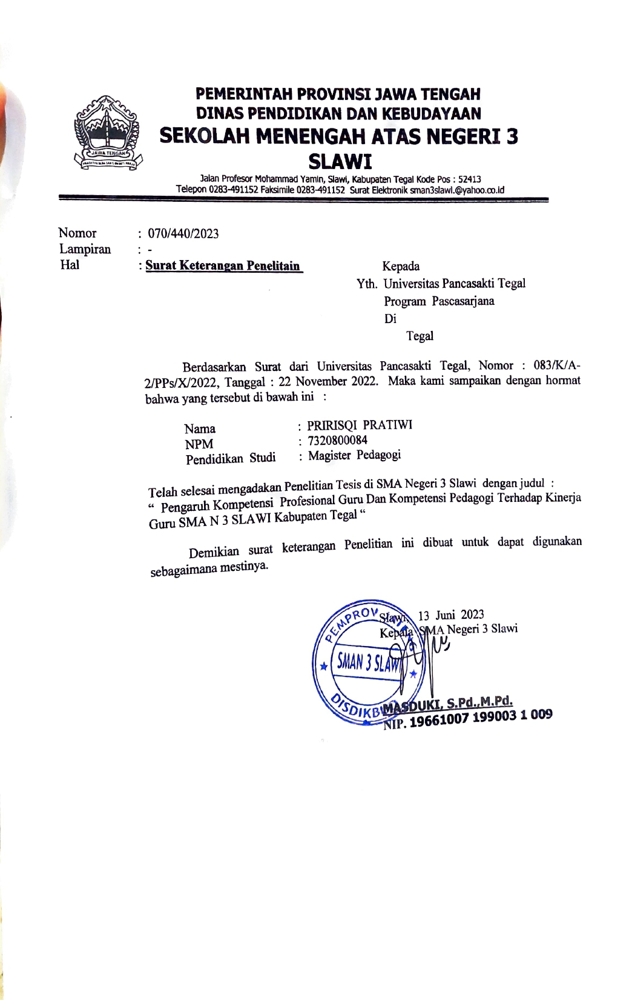 PEMERINTAH PROVINSI JAWA TENGAH
DINAS PENDIDIKAN DAN KEBUDAYAAN
SEKOLAH MENENGAH ATAS NEGERI 3
SLAWI
JAWA TENGAH
Jalan Profesor Mohammad Yamin, Slawi, Kabupaten Tegal Kode Pos : 52413
Telepon 0283-491152 Faksimile 0283-491152 Surat Elektronik sman3slawi.@yahoo.co.id
Nomor : 070/440/2023
Lampiran : -
Hal : Surat Keterangan Penelitain
Kepada
Yth. Universitas Pancasakti Tegal
Program Pascasarjana
Di
Tegal
Berdasarkan Surat dari Universitas Pancasakti Tegal, Nomor : 083/K/A-
2/PPs/X/2022, Tanggal : 22 November 2022. Maka kami sampaikan dengan hormat
bahwa yang tersebut di bawah ini :
Nama : PRIRISQI PRATIWI
NPM : 7320800084
Pendidikan Studi : Magister Pedagogi
Telah selesai mengadakan Penelitian Tesis di SMA Negeri 3 Slawi dengan judul :
“ Pengaruh Kompetensi Profesional Guru Dan Kompetensi Pedagogi Terhadap Kinerja
Guru SMA N 3 SLAWI Kabupaten Tegal “
Demikian surat keterangan Penelitian ini dibuat untuk dapat digunakan
sebagaimana mestinya.
Slawi, 13 Juni 2023
Kepala SMA Negeri 3 Slawi
PEMPROV JATENG
SMAN 3 SLAWI
DISDIKBUD
MASDUKI, S.Pd.,M.Pd.
NIP. 19661007 199003 1 009